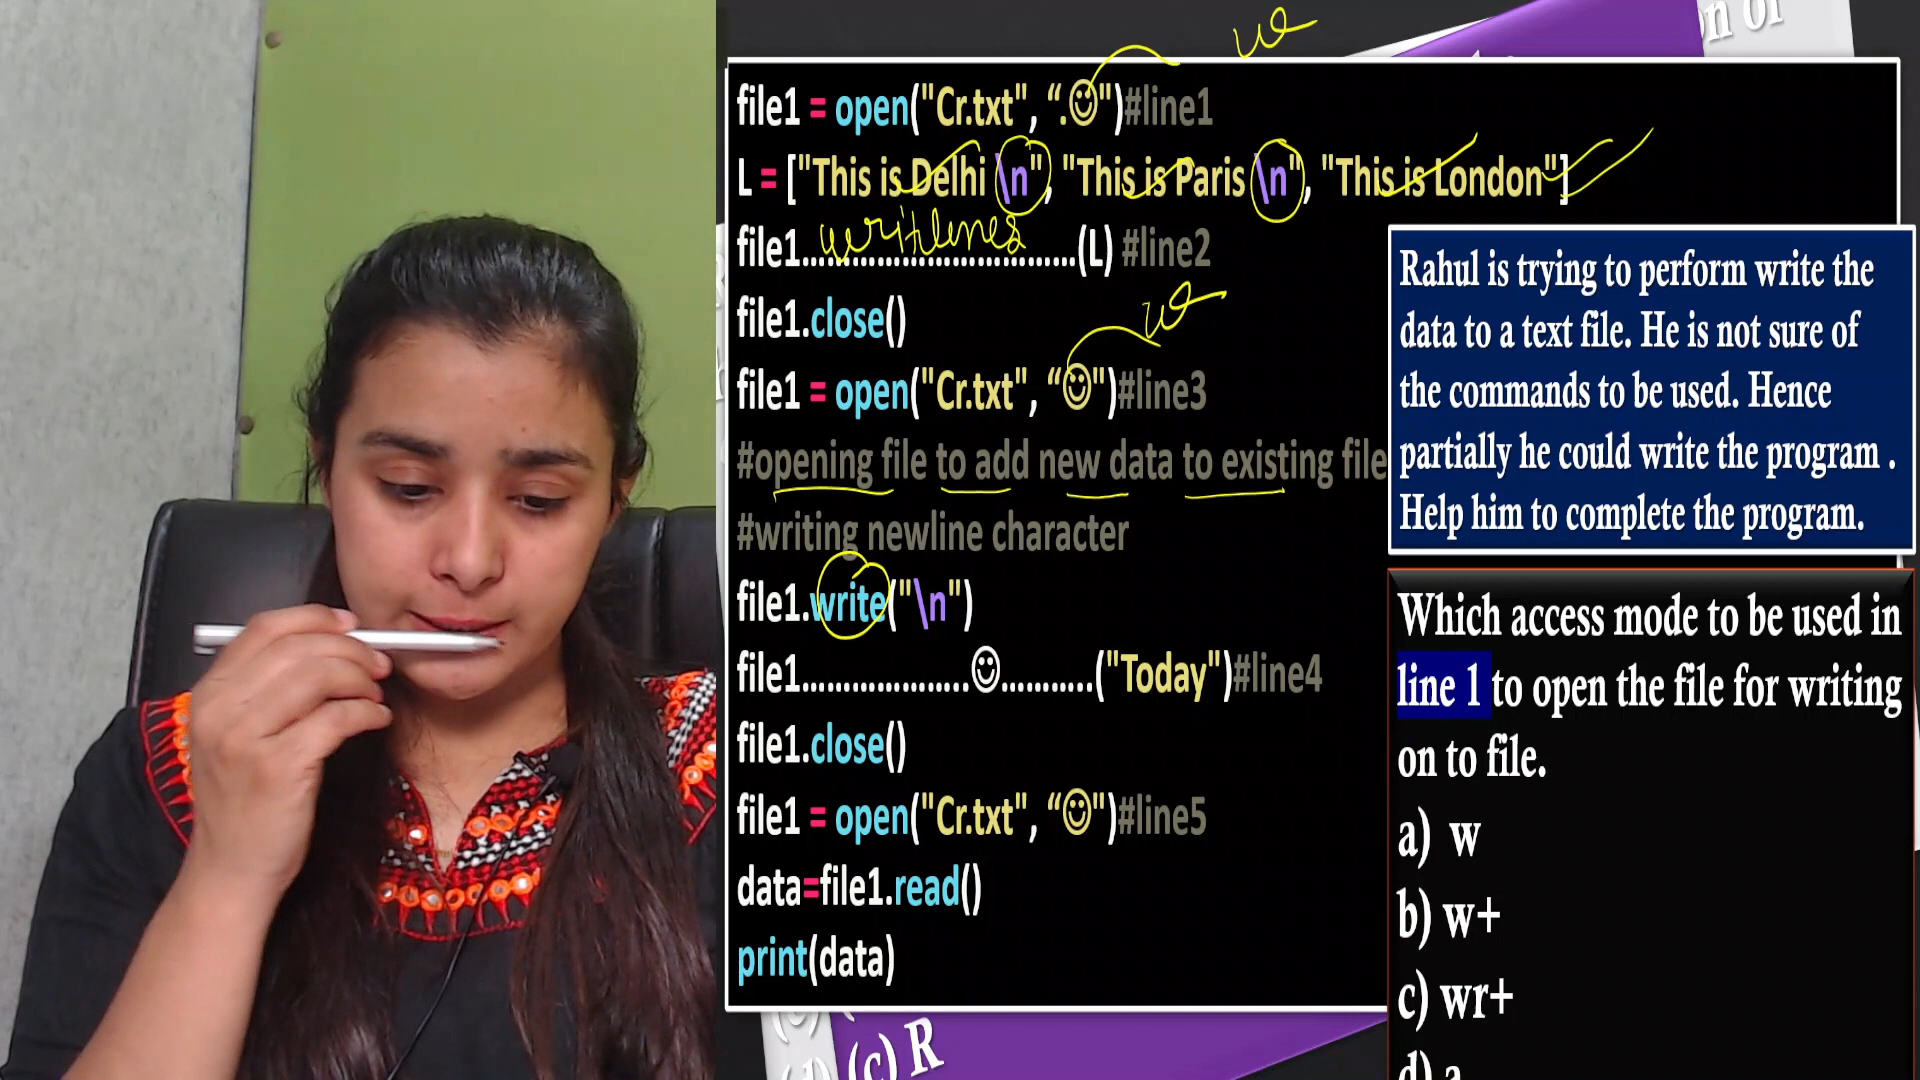 on of
we
file1 = open("Cr.txt", “.☺")#line1
L = ["This is Delhi \n", "This is Paris \n", "This is London"]
writlines
file1.................................(L) #line2
file1.close()
we
file1 = open("Cr.txt", “☺")#line3
#opening file to add new data to existing file
#writing newline character
file1.write("\n")
file1....................☺...........("Today")#line4
file1.close()
file1 = open("Cr.txt", “☺")#line5
data=file1.read()
print(data)
Rahul is trying to perform write the
data to a text file. He is not sure of
the commands to be used. Hence
partially he could write the program .
Help him to complete the program.
Which access mode to be used in
line 1 to open the file for writing
on to file.
a) w
b) w+
c) wr+
d) a
(c) R